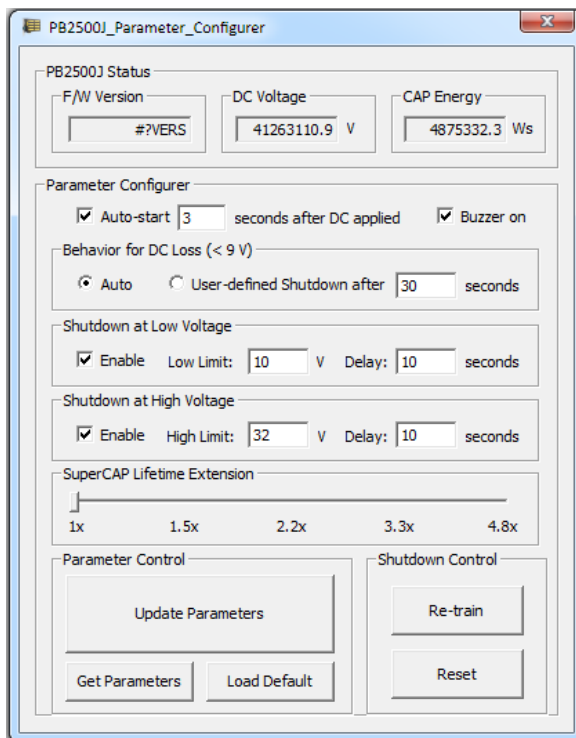 PB2500J_Parameter_Configurer
PB2500J Status
F/W Version DC Voltage CAP Energy
#?VERS 41263110.9 V 4875332.3 Ws
Parameter Configurer
Auto-start 3 seconds after DC applied Buzzer on
Behavior for DC Loss (< 9 V)
Auto User-defined Shutdown after 30 seconds
Shutdown at Low Voltage
Enable Low Limit: 10 V Delay: 10 seconds
Shutdown at High Voltage
Enable High Limit: 32 V Delay: 10 seconds
SuperCAP Lifetime Extension
1x 1.5x 2.2x 3.3x 4.8x
Parameter Control Shutdown Control
Update Parameters Re-train
Get Parameters Load Default Reset